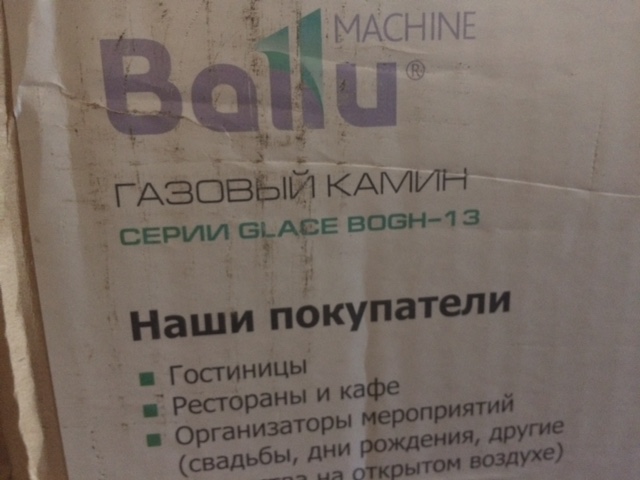 MACHINE
Ballu®
ГАЗОВЫЙ КАМИН
СЕРИИ GLACE BOGH-13
Наши покупатели
Гостиницы
Рестораны и кафе
Организаторы мероприятий
(свадьбы, дни рождения, другие
на открытом воздухе)